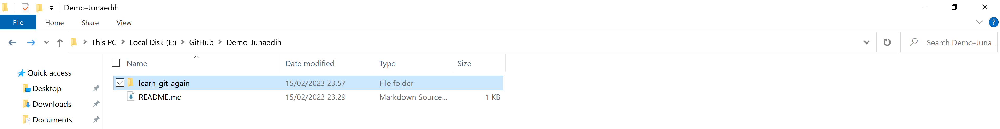 Demo-Junaedih
File Home Share View ?
This PC Local Disk (E:) GitHub Demo-Junaedih Search Demo-Juna...
Name Date modified Type Size
Quick access
learn_git_again 15/02/2023 23.57 File folder
Desktop
README.md 15/02/2023 23.29 Markdown Source... 1 KB
Downloads
Documents